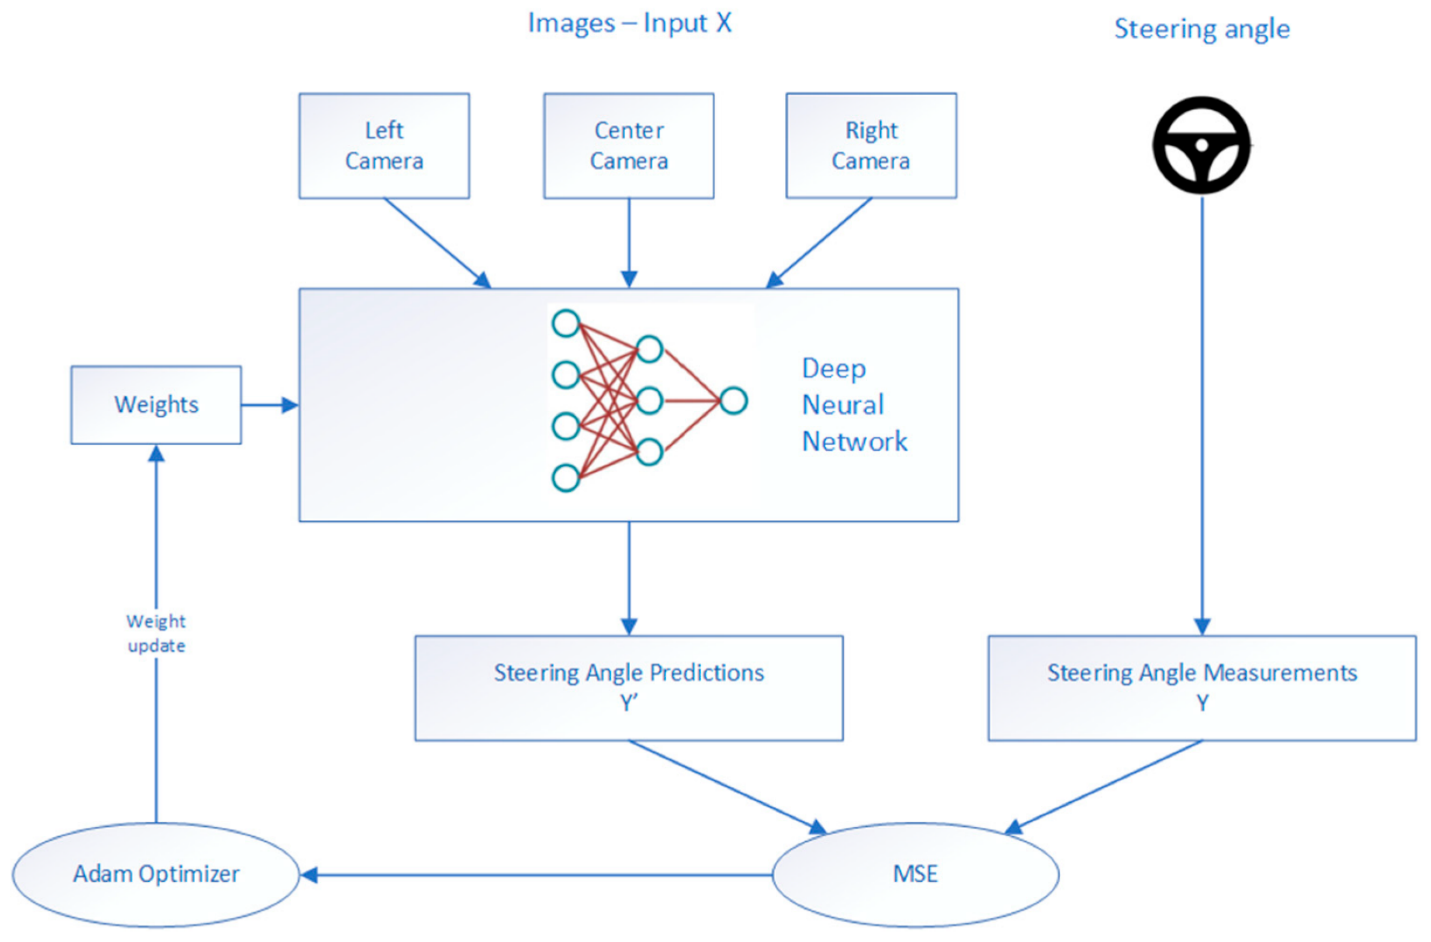 Images – Input X
Steering angle
Left
Camera
Center
Camera
Right
Camera
Deep
Neural
Network
Weights
Weight
update
Steering Angle Predictions
Y’
Steering Angle Measurements
Y
Adam Optimizer
MSE